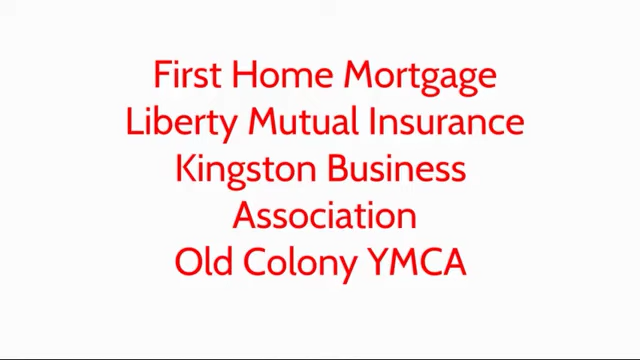 First Home Mortgage
Liberty Mutual Insurance
Kingston Business
Association
Old Colony YMCA